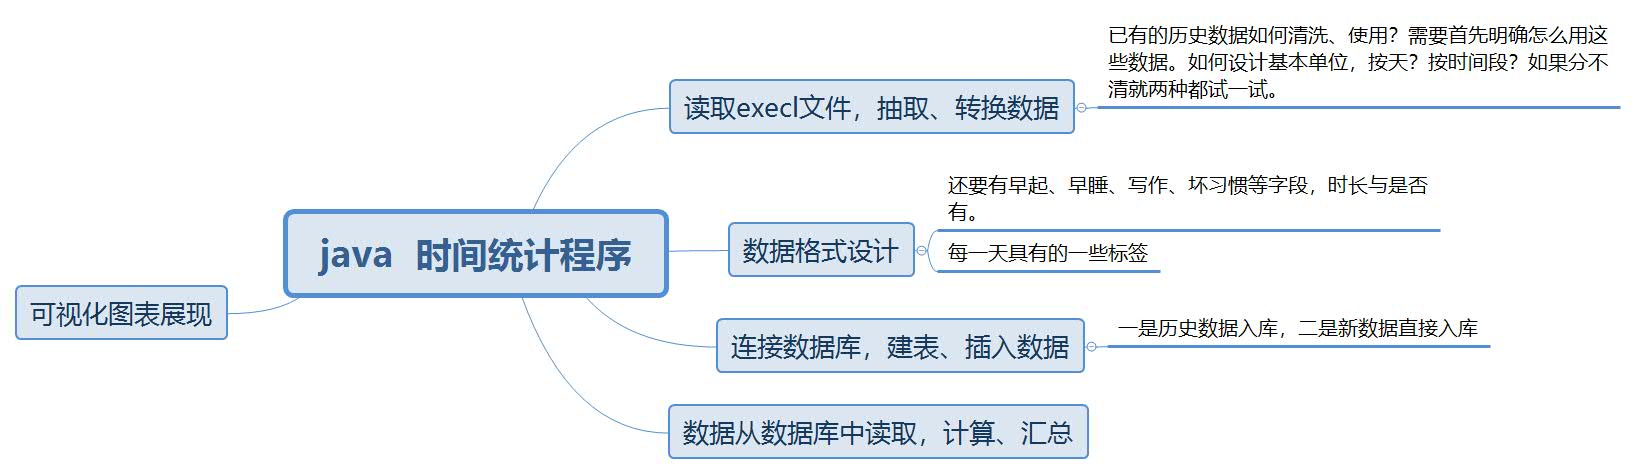 已有的历史数据如何清洗、使用？需要首先明确怎么用这
些数据。如何设计基本单位，按天？按时间段？如果分不
清就两种都试一试。
读取execl文件，抽取、转换数据
还要有早起、早睡、写作、坏习惯等字段，时长与是否
有。
数据格式设计
每一天具有的一些标签
java 时间统计程序
可视化图表展现
一是历史数据入库，二是新数据直接入库
连接数据库，建表、插入数据
数据从数据库中读取，计算、汇总